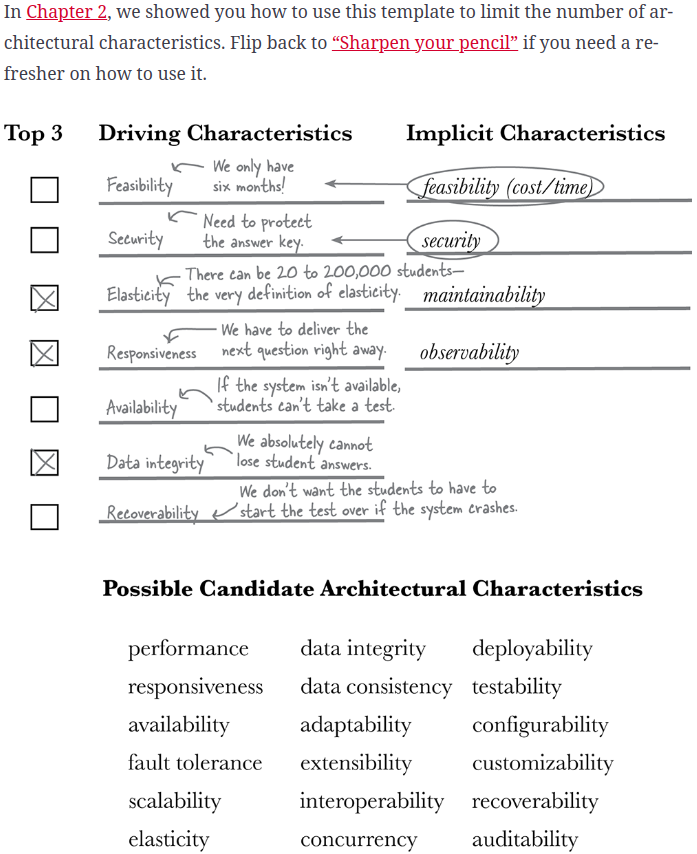 In Chapter 2, we showed you how to use this template to limit the number of ar-
chitectural characteristics. Flip back to “Sharpen your pencil” if you need a re-
fresher on how to use it.
Top 3 Driving Characteristics Implicit Characteristics
Feasibility We only have six months! feasibility (cost/time)
Security Need to protect the answer key. security
Elasticity There can be 20 to 200,000 students— the very definition of elasticity. maintainability
Responsiveness We have to deliver the next question right away. observability
Availability If the system isn't available, students can't take a test.
Data integrity We absolutely cannot lose student answers.
Recoverability We don't want the students to have to start the test over if the system crashes.
Possible Candidate Architectural Characteristics
performance data integrity deployability
responsiveness data consistency testability
availability adaptability configurability
fault tolerance extensibility customizability
scalability interoperability recoverability
elasticity concurrency auditability